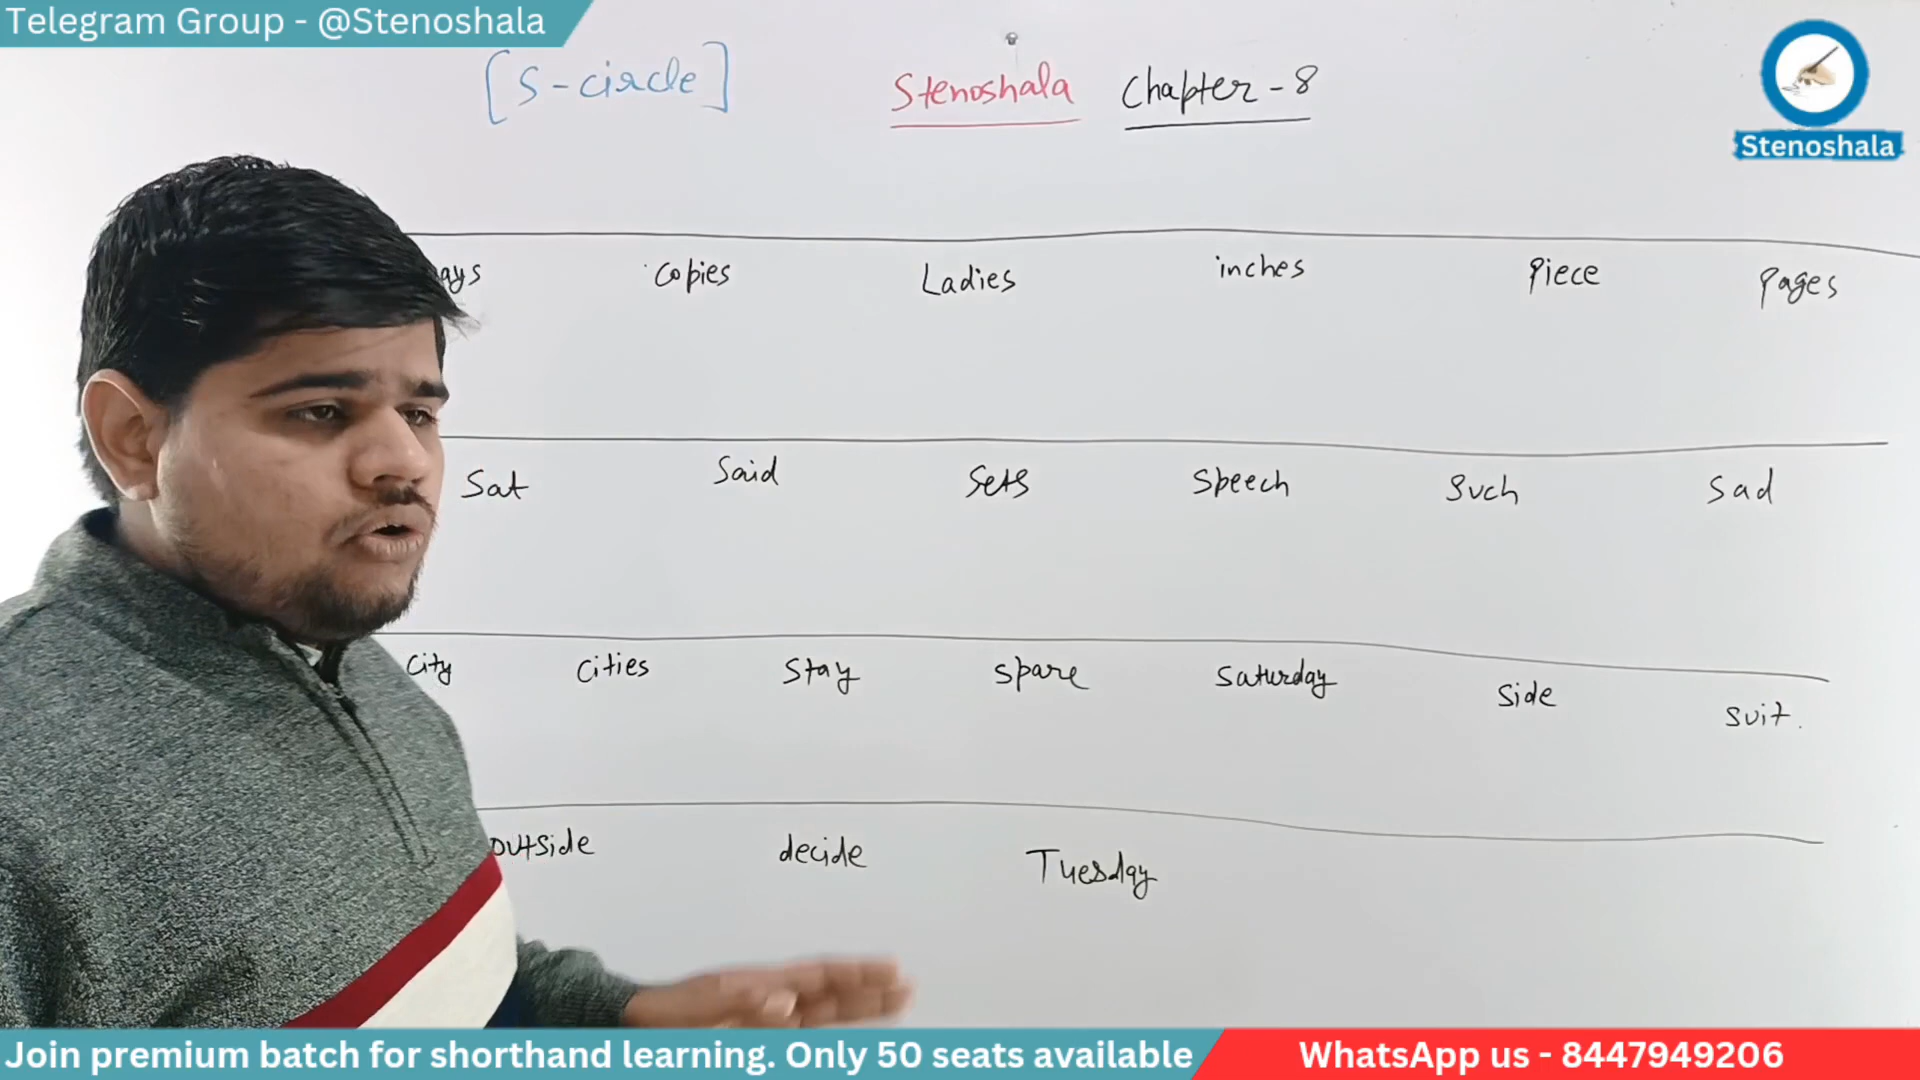 Telegram Group - @Stenoshala
[S-circle] Stenoshala Chapter-8
Stenoshala
Copies Ladies inches Piece Pages
Sat Said Sets Speech Such Sad
City Cities Stay Spare Saturday Side Suit.
outside decide Tuesday
Join premium batch for shorthand learning. Only 50 seats available WhatsApp us - 8447949206